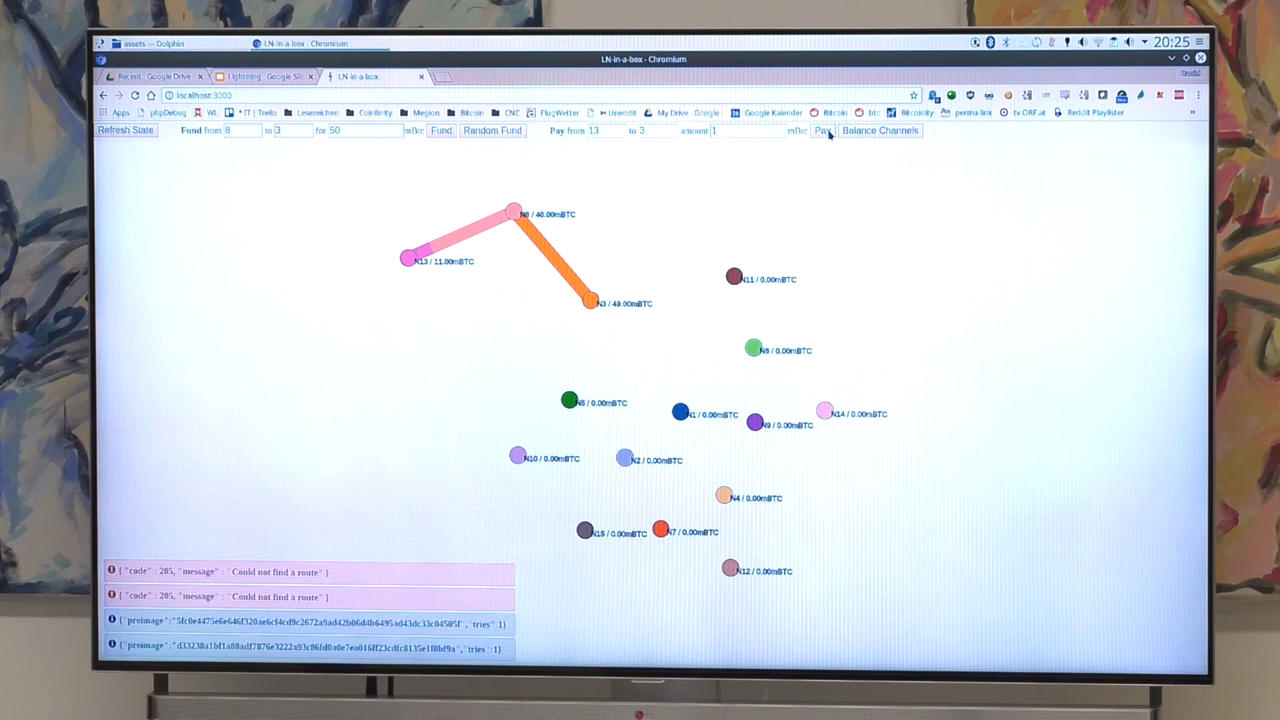 assets — Dolphin
LN-in-a-box - Chromium
20:25
LN-in-a-box - Chromium
Recent - Google Drive
Lightning - Google Sli
LN-in-a-box
Daniel
localhost:3000
Apps phpDebug WL *IT | Trello Lesezeichen Coinfinity Megion Bitcoin CNC FlugWetter Uneddit My Drive - Google Google Kalender Bitcoin btc Bitcoinity perma link tv.ORF.at Reddit Playlister »
Refresh State Fund from 8 to 3 for 50 mBtc Fund Random Fund Pay from 13 to 3 amount 1 mBtc Pay Balance Channels
N8 / 40.00mBTC
N13 / 11.00mBTC
N11 / 0.00mBTC
N3 / 49.00mBTC
N6 / 0.00mBTC
N5 / 0.00mBTC
N1 / 0.00mBTC
N14 / 0.00mBTC
N9 / 0.00mBTC
N10 / 0.00mBTC
N2 / 0.00mBTC
N4 / 0.00mBTC
N15 / 0.00mBTC
N7 / 0.00mBTC
N12 / 0.00mBTC
{ "code" : 205, "message" : "Could not find a route" }
{ "code" : 205, "message" : "Could not find a route" }
{"preimage":"5fc0e4475e6e646f320ae6cf4cd9c2672a9ad42b06d4b6495ad43dc33c04505f","tries":1}
{"preimage":"d33238a1bf1a88adf7876e3222a93c86fd0a0e7ea016ff23cdfc8135e1f8bf9a","tries":1}